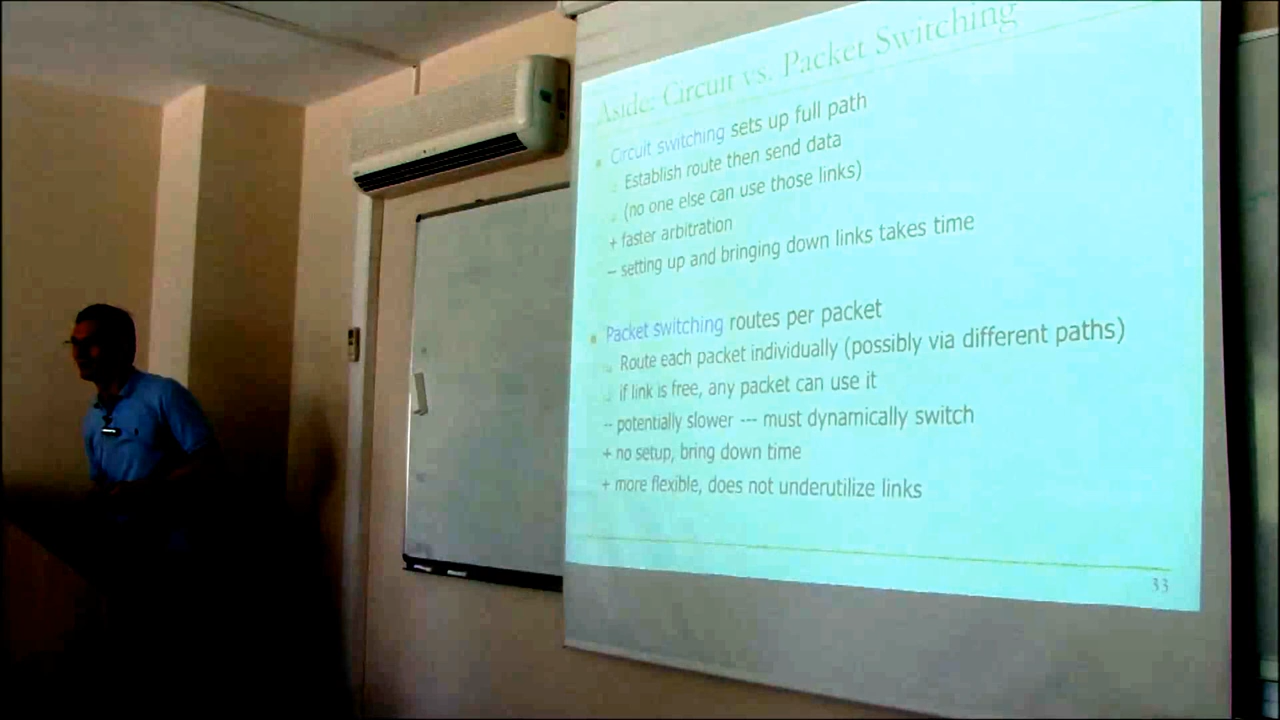 Aside: Circuit vs. Packet Switching
Circuit switching sets up full path
Establish route then send data
(no one else can use those links)
+ faster arbitration
-- setting up and bringing down links takes time
Packet switching routes per packet
Route each packet individually (possibly via different paths)
if link is free, any packet can use it
-- potentially slower --- must dynamically switch
+ no setup, bring down time
+ more flexible, does not underutilize links
33